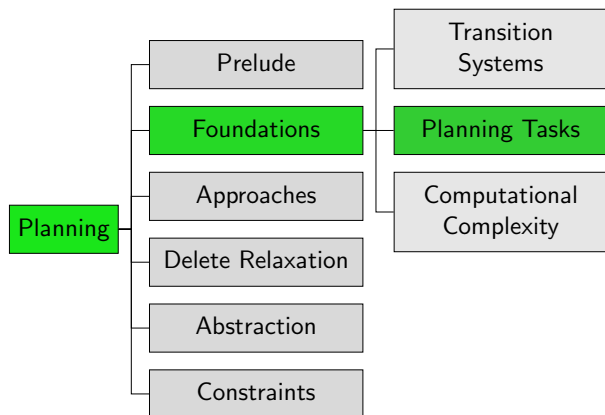 Planning
Prelude
Foundations
Approaches
Delete Relaxation
Abstraction
Constraints
Transition
Systems
Planning Tasks
Computational
Complexity